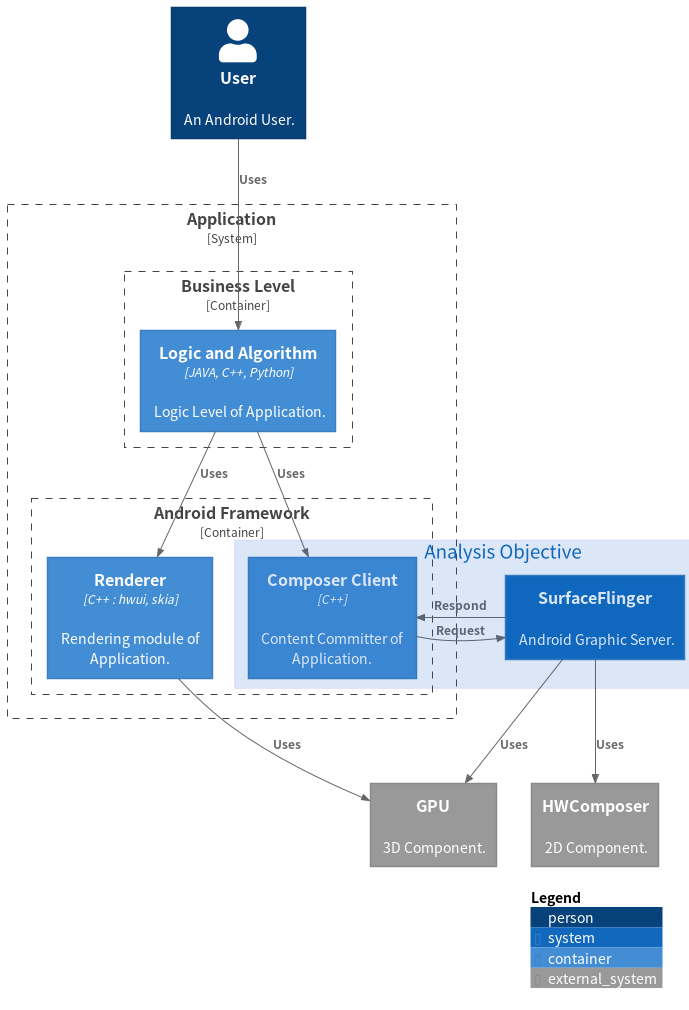 User
An Android User.
Uses
Application
[System]
Business Level
[Container]
Logic and Algorithm
[JAVA, C++, Python]
Logic Level of Application.
Uses
Uses
Android Framework
[Container]
Analysis Objective
Renderer
[C++ : hwui, skia]
Rendering module of
Application.
Composer Client
[C++]
Content Committer of
Application.
Respond
Request
SurfaceFlinger
Android Graphic Server.
Uses
Uses
Uses
GPU
3D Component.
HWComposer
2D Component.
Legend
person
system
container
external_system